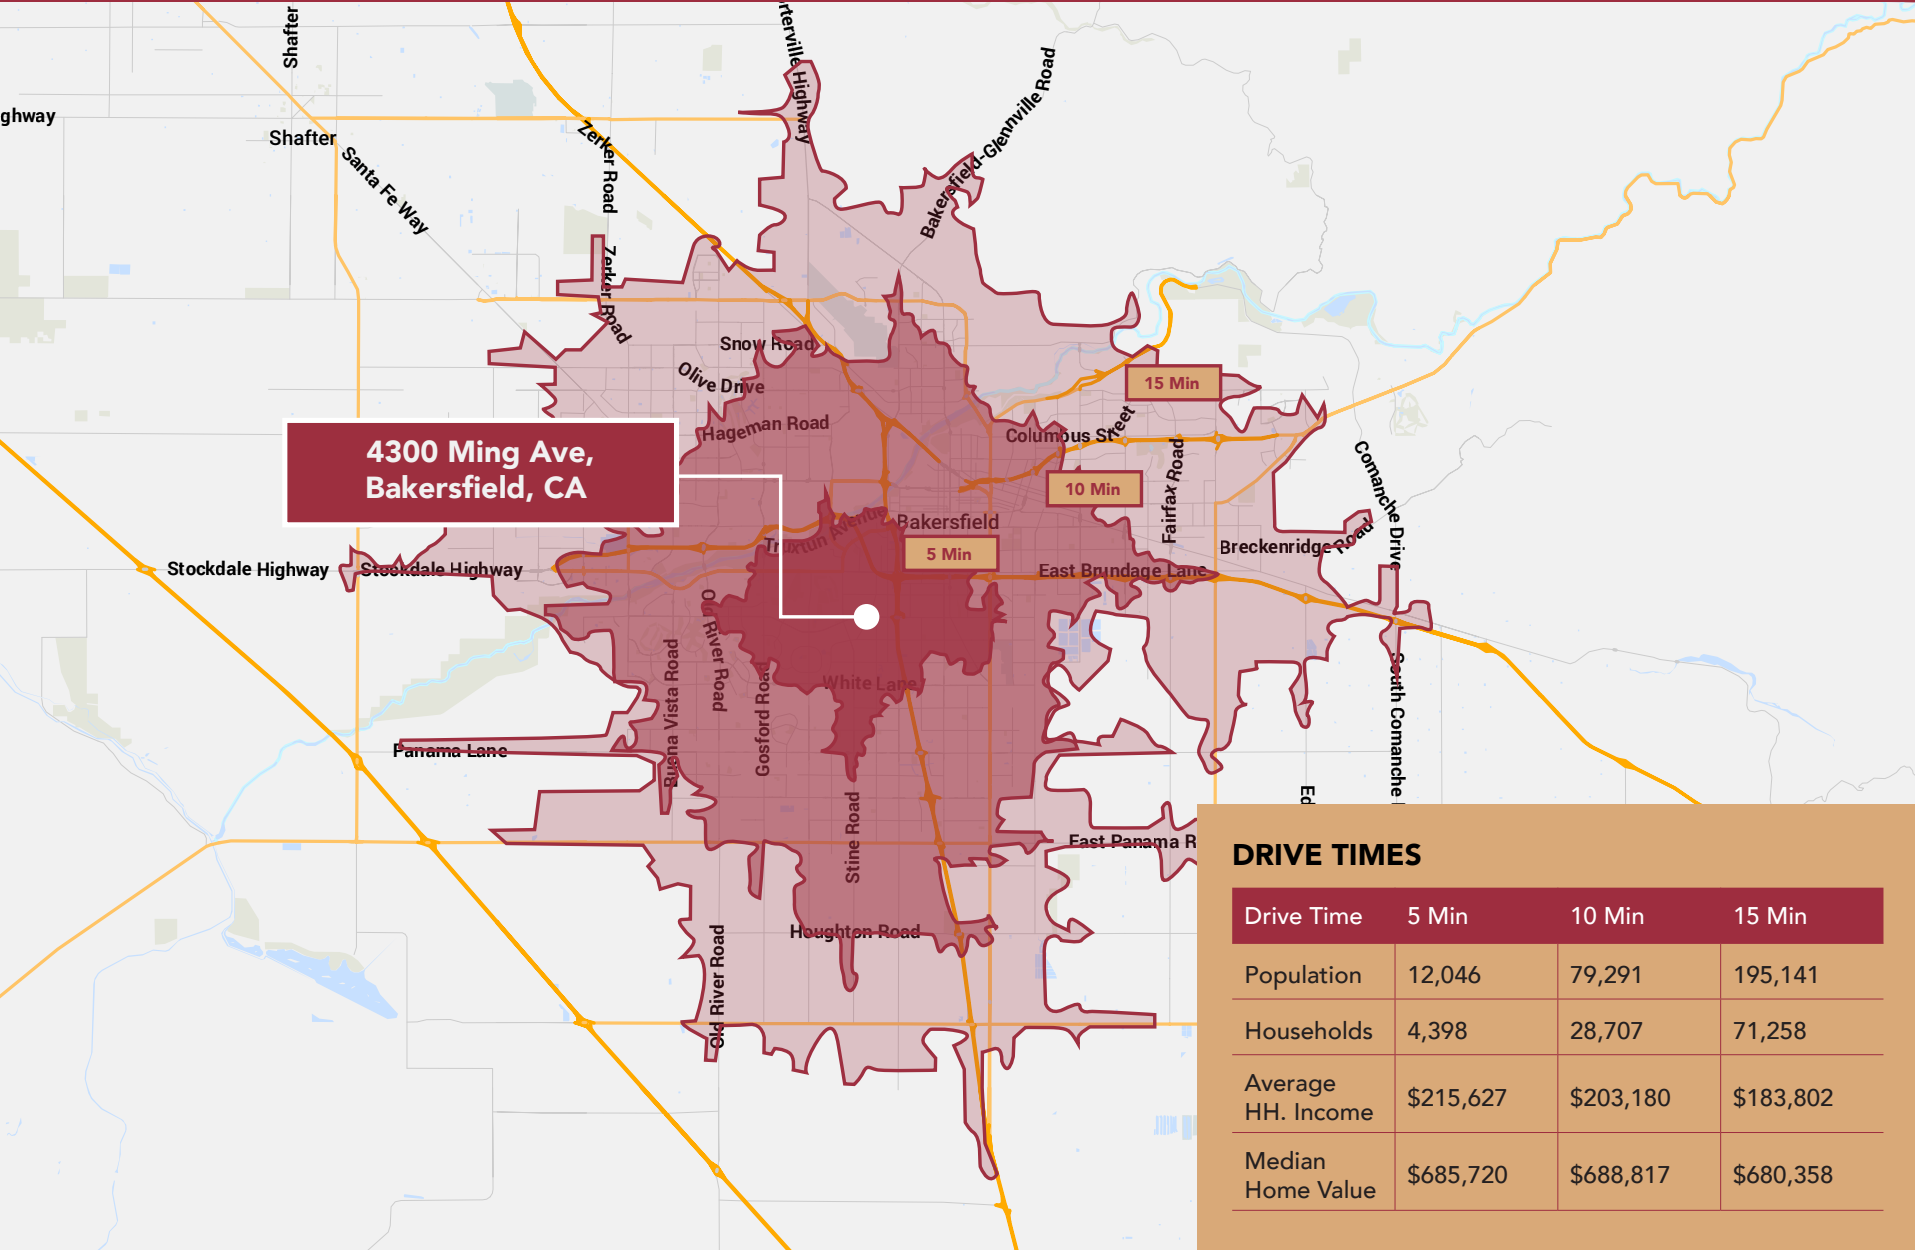 Shafter
orterville Highway
Bakersfield-Glennville Road
ghway
Shafter
Santa Fe Way
Zerker Road
Zerker Road
Snow Road
Olive Drive
Hageman Road
15 Min
Columbus Street
4300 Ming Ave,
Bakersfield, CA
10 Min
Fairfax Road
Comanche Drive
Truxtun Avenue
Bakersfield
5 Min
Breckenridge Road
Stockdale Highway
Stockdale Highway
East Brundage Lane
Old River Road
Buena Vista Road
Gosford Road
White Lane
South Comanche
Panama Lane
Stine Road
Ed
East Panama R
Houghton Road
Old River Road
DRIVE TIMES
Drive Time 5 Min 10 Min 15 Min
Population 12,046 79,291 195,141
Households 4,398 28,707 71,258
Average
HH. Income $215,627 $203,180 $183,802
Median
Home Value $685,720 $688,817 $680,358